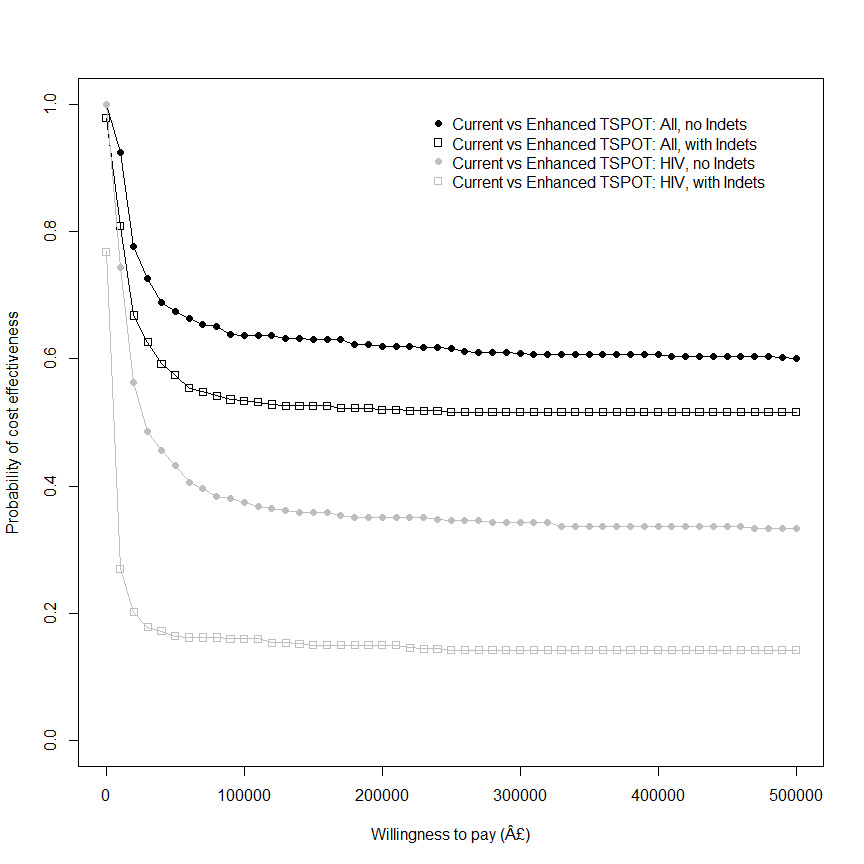 Current vs Enhanced TSPOT: All, no Indets
Current vs Enhanced TSPOT: All, with Indets
Current vs Enhanced TSPOT: HIV, no Indets
Current vs Enhanced TSPOT: HIV, with Indets
Probability of cost effectiveness
1.0
0.8
0.6
0.4
0.2
0.0
0
100000
200000
300000
400000
500000
Willingness to pay (Â£)